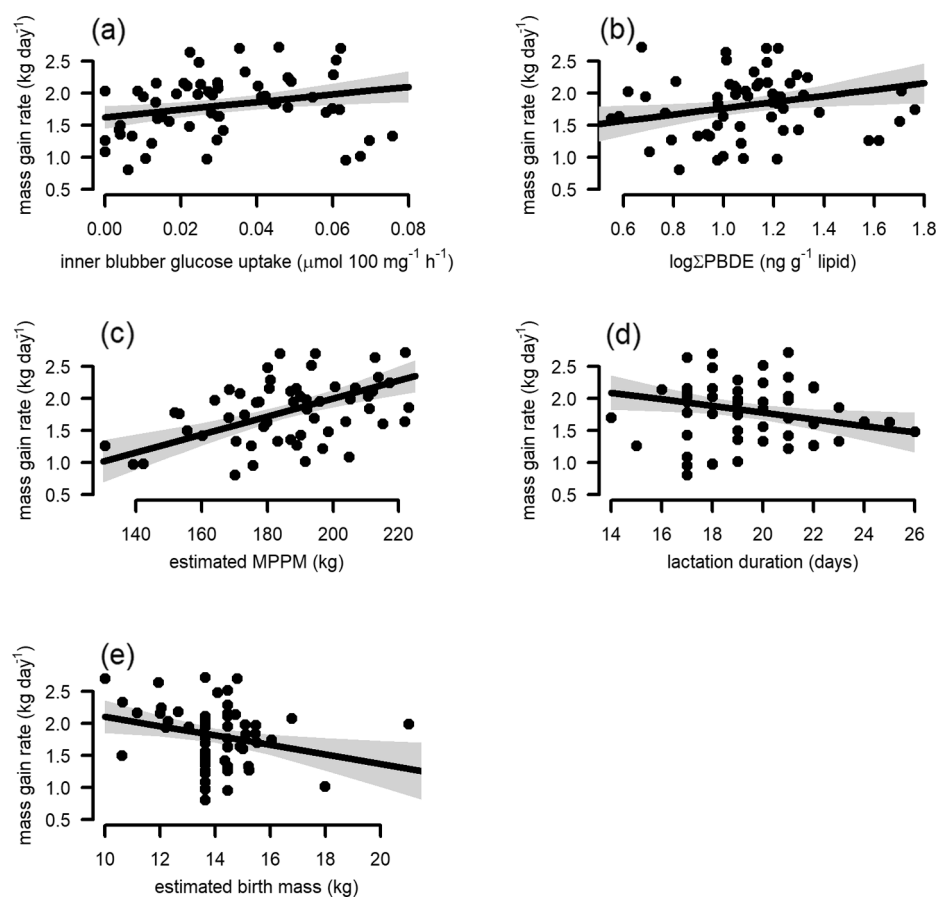 (a)
mass gain rate (kg day⁻¹)
2.5
2.0
1.5
1.0
0.5
0.00 0.02 0.04 0.06 0.08
inner blubber glucose uptake (μmol 100 mg⁻¹ h⁻¹)
(b)
mass gain rate (kg day⁻¹)
2.5
2.0
1.5
1.0
0.5
0.6 0.8 1.0 1.2 1.4 1.6 1.8
logΣPBDE (ng g⁻¹ lipid)
(c)
mass gain rate (kg day⁻¹)
2.5
2.0
1.5
1.0
0.5
140 160 180 200 220
estimated MPPM (kg)
(d)
mass gain rate (kg day⁻¹)
2.5
2.0
1.5
1.0
0.5
14 16 18 20 22 24 26
lactation duration (days)
(e)
mass gain rate (kg day⁻¹)
2.5
2.0
1.5
1.0
0.5
10 12 14 16 18 20
estimated birth mass (kg)